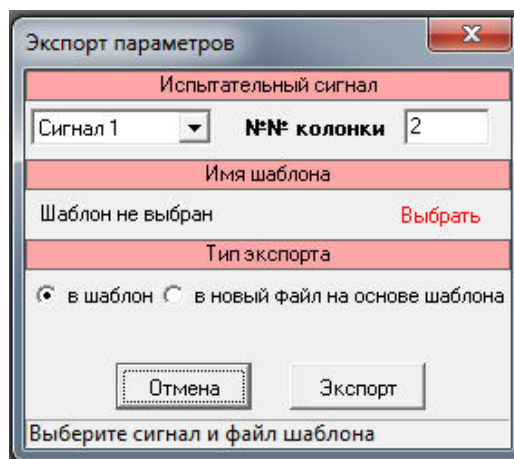 Экспорт параметров
Испытательный сигнал
Сигнал 1 №№ колонки 2
Имя шаблона
Шаблон не выбран Выбрать
Тип экспорта
в шаблон в новый файл на основе шаблона
Отмена Экспорт
Выберите сигнал и файл шаблона